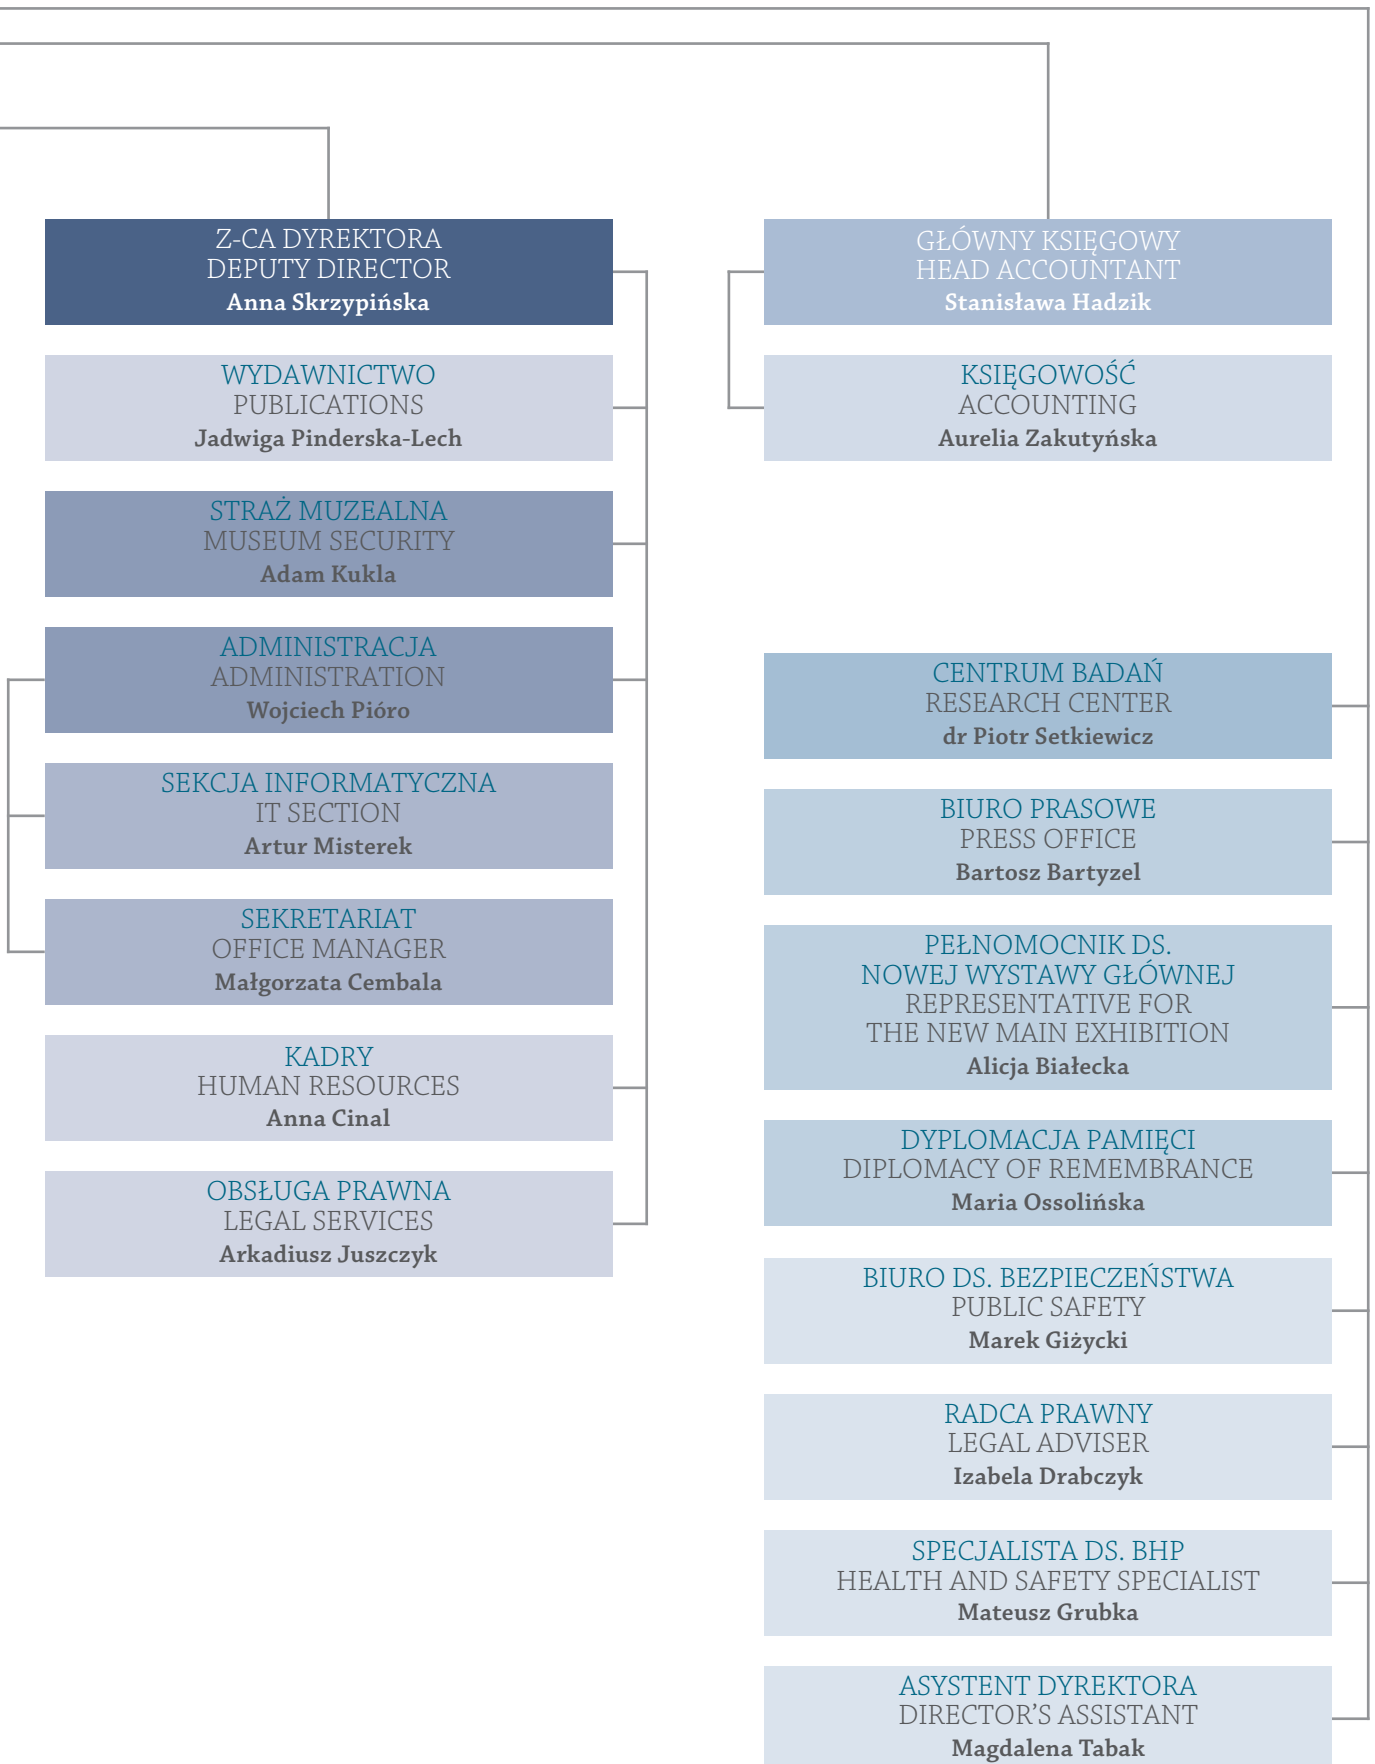 Z-CA DYREKTORA
DEPUTY DIRECTOR
Anna Skrzypińska
WYDAWNICTWO
PUBLICATIONS
Jadwiga Pinderska-Lech
STRAŻ MUZEALNA
MUSEUM SECURITY
Adam Kukla
ADMINISTRACJA
ADMINISTRATION
Wojciech Pióro
SEKCJA INFORMATYCZNA
IT SECTION
Artur Misterek
SEKRETARIAT
OFFICE MANAGER
Małgorzata Cembala
KADRY
HUMAN RESOURCES
Anna Cinal
OBSŁUGA PRAWNA
LEGAL SERVICES
Arkadiusz Juszczyk
GŁÓWNY KSIĘGOWY
HEAD ACCOUNTANT
Stanisława Hadzik
KSIĘGOWOŚĆ
ACCOUNTING
Aurelia Zakutyńska
CENTRUM BADAŃ
RESEARCH CENTER
dr Piotr Setkiewicz
BIURO PRASOWE
PRESS OFFICE
Bartosz Bartyzel
PEŁNOMOCNIK DS.
NOWEJ WYSTAWY GŁÓWNEJ
REPRESENTATIVE FOR
THE NEW MAIN EXHIBITION
Alicja Białecka
DYPLOMACJA PAMIĘCI
DIPLOMACY OF REMEMBRANCE
Maria Ossolińska
BIURO DS. BEZPIECZEŃSTWA
PUBLIC SAFETY
Marek Giżycki
RADCA PRAWNY
LEGAL ADVISER
Izabela Drabczyk
SPECJALISTA DS. BHP
HEALTH AND SAFETY SPECIALIST
Mateusz Grubka
ASYSTENT DYREKTORA
DIRECTOR’S ASSISTANT
Magdalena Tabak